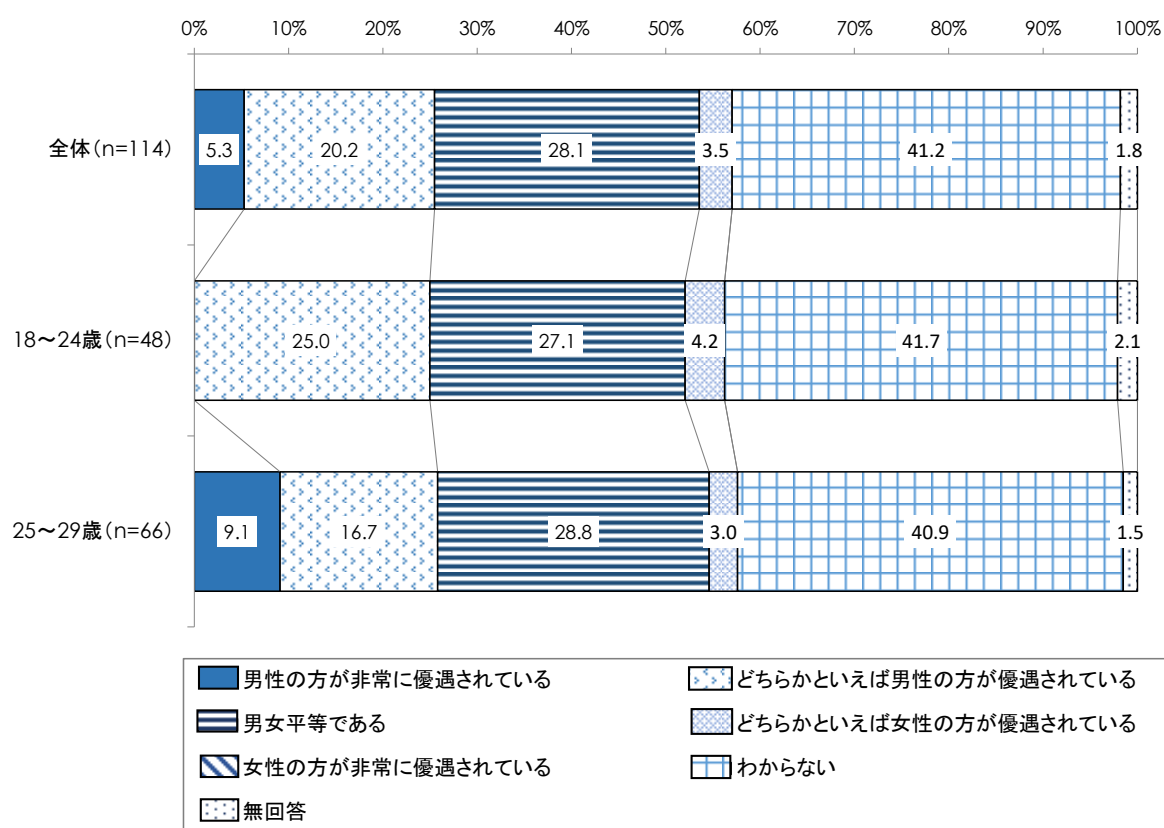 0% 10% 20% 30% 40% 50% 60% 70% 80% 90% 100%
全体(n=114) 5.3 20.2 28.1 3.5 41.2 1.8
18～24歳(n=48) 25.0 27.1 4.2 41.7 2.1
25～29歳(n=66) 9.1 16.7 28.8 3.0 40.9 1.5
男性の方が非常に優遇されている どちらかといえば男性の方が優遇されている
男女平等である どちらかといえば女性の方が優遇されている
女性の方が非常に優遇されている わからない
無回答